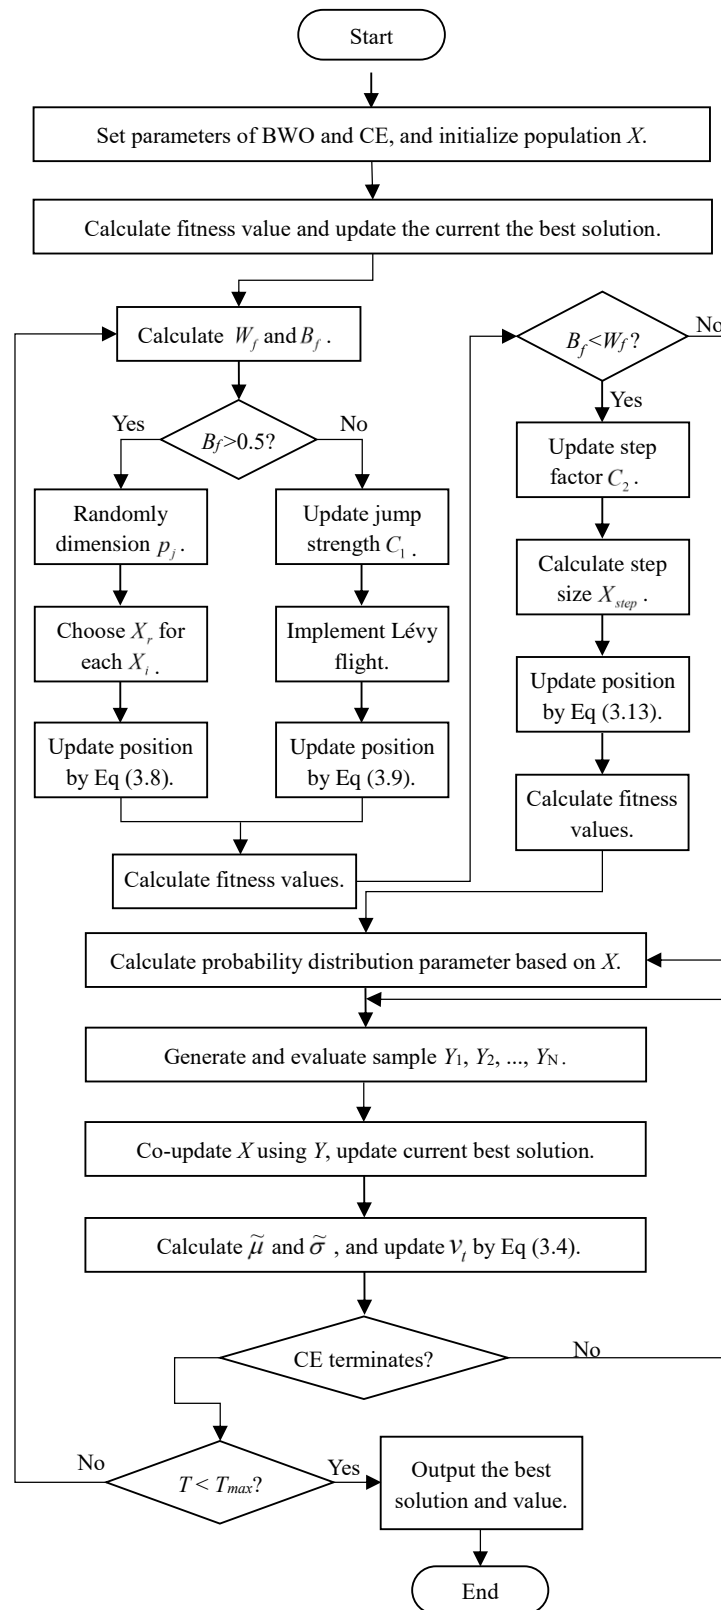 Start
Set parameters of BWO and CE, and initialize population X.
Calculate fitness value and update the current the best solution.
Calculate W_f and B_f .
B_f>0.5?
Yes
No
Randomly
dimension p_j .
Choose X_r for
each X_i .
Update position
by Eq (3.8).
Update jump
strength C_1 .
Implement Lévy
flight.
Update position
by Eq (3.9).
Calculate fitness values.
B_f<W_f?
No
Yes
Update step
factor C_2 .
Calculate step
size X_step .
Update position
by Eq (3.13).
Calculate fitness
values.
Calculate probability distribution parameter based on X.
Generate and evaluate sample Y_1, Y_2, ..., Y_N .
Co-update X using Y, update current best solution.
Calculate μ̃ and σ̃ , and update v_t by Eq (3.4).
CE terminates?
No
T < T_max?
No
Yes
Output the best
solution and value.
End